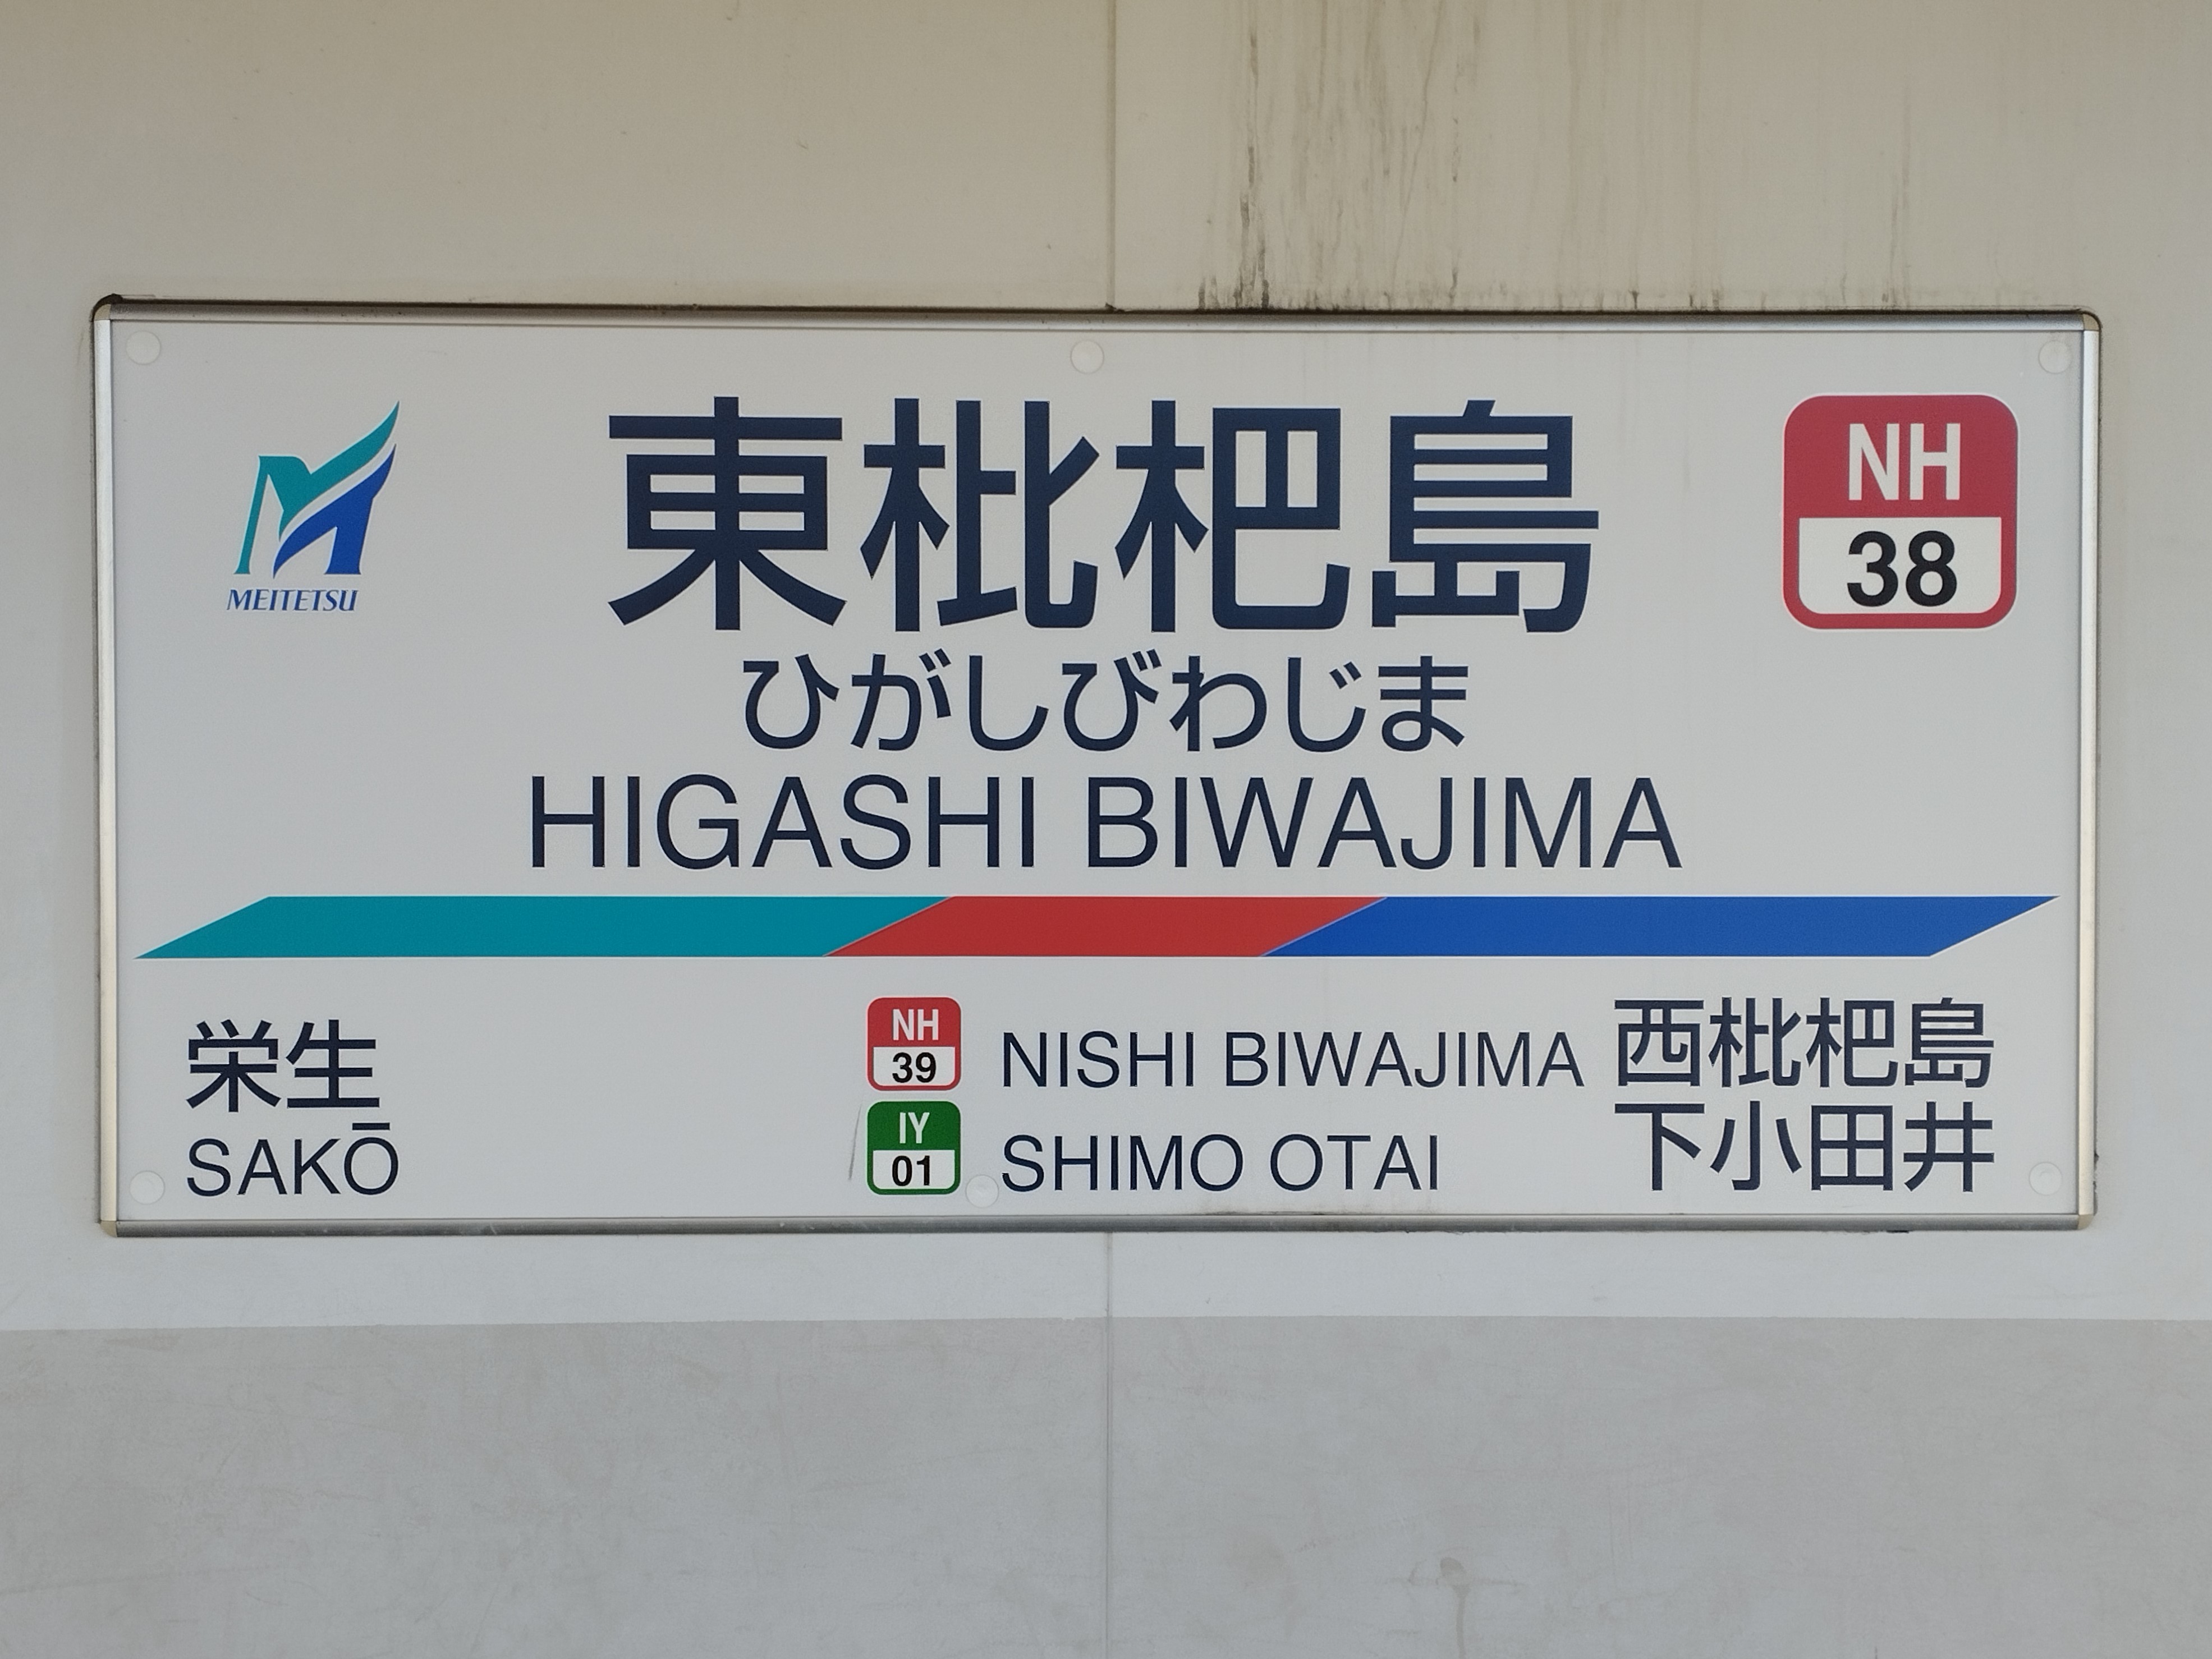 MEITETSU
東枇杷島
NH
38
ひがしびわじま
HIGASHI BIWAJIMA
栄生
SAKŌ
NH
39
NISHI BIWAJIMA 西枇杷島
IY
01
SHIMO OTAI 下小田井